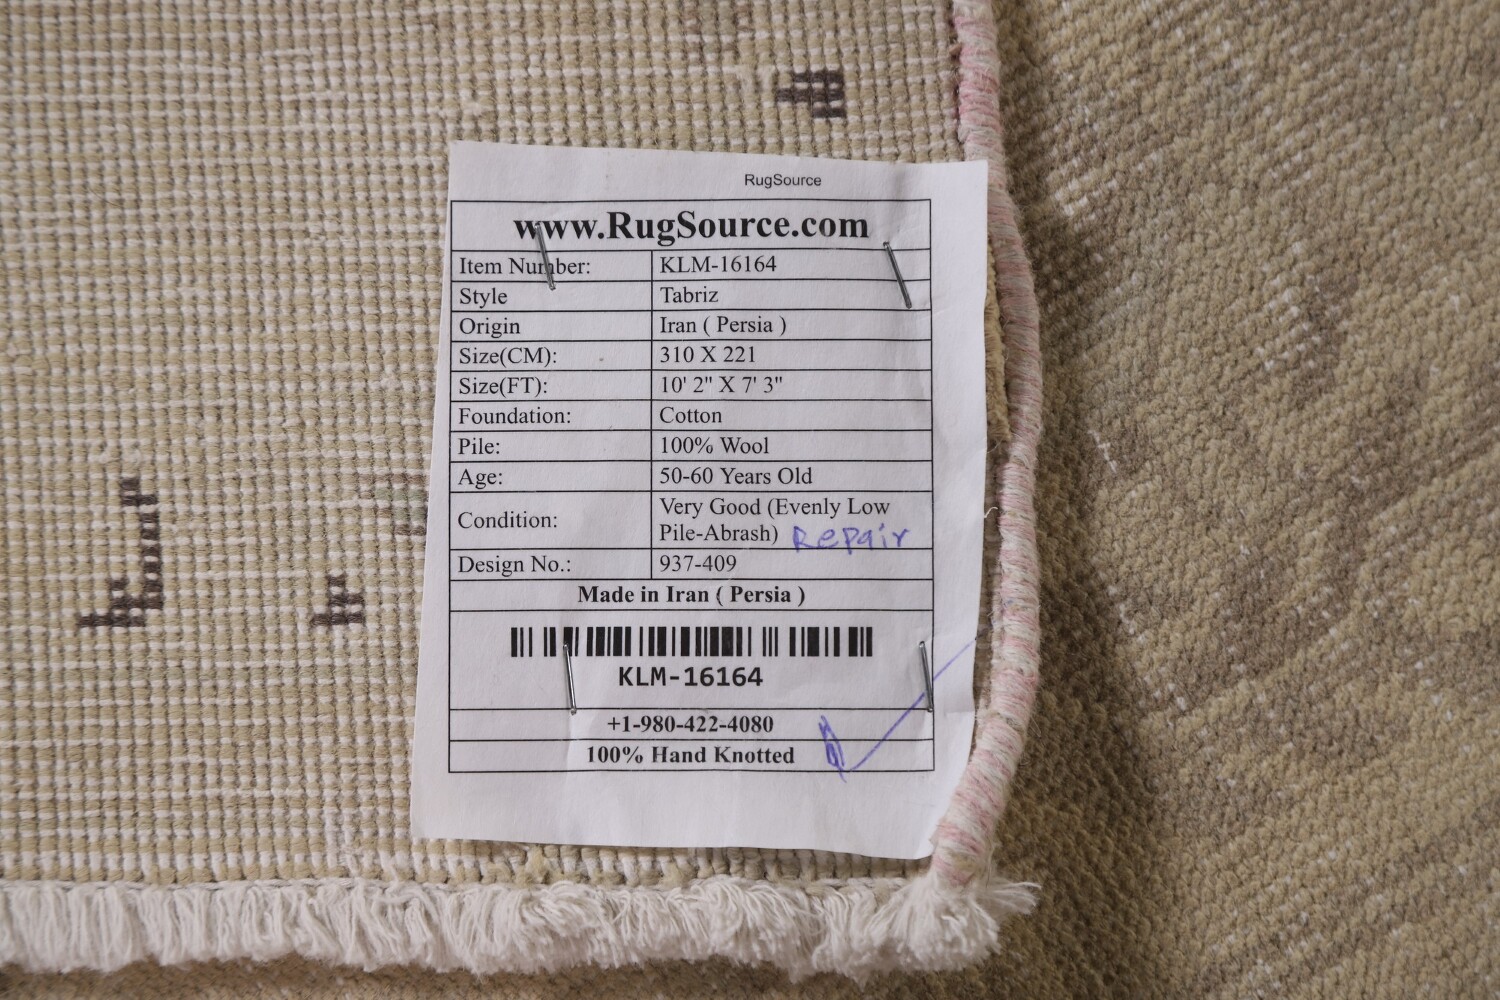 RugSource
www.RugSource.com
Item Number: KLM-16164
Style Tabriz
Origin Iran ( Persia )
Size(CM): 310 X 221
Size(FT): 10' 2" X 7' 3"
Foundation: Cotton
Pile: 100% Wool
Age: 50-60 Years Old
Condition: Very Good (Evenly Low
Pile-Abrash) Repair
Design No.: 937-409
Made in Iran ( Persia )
KLM-16164
+1-980-422-4080
100% Hand Knotted